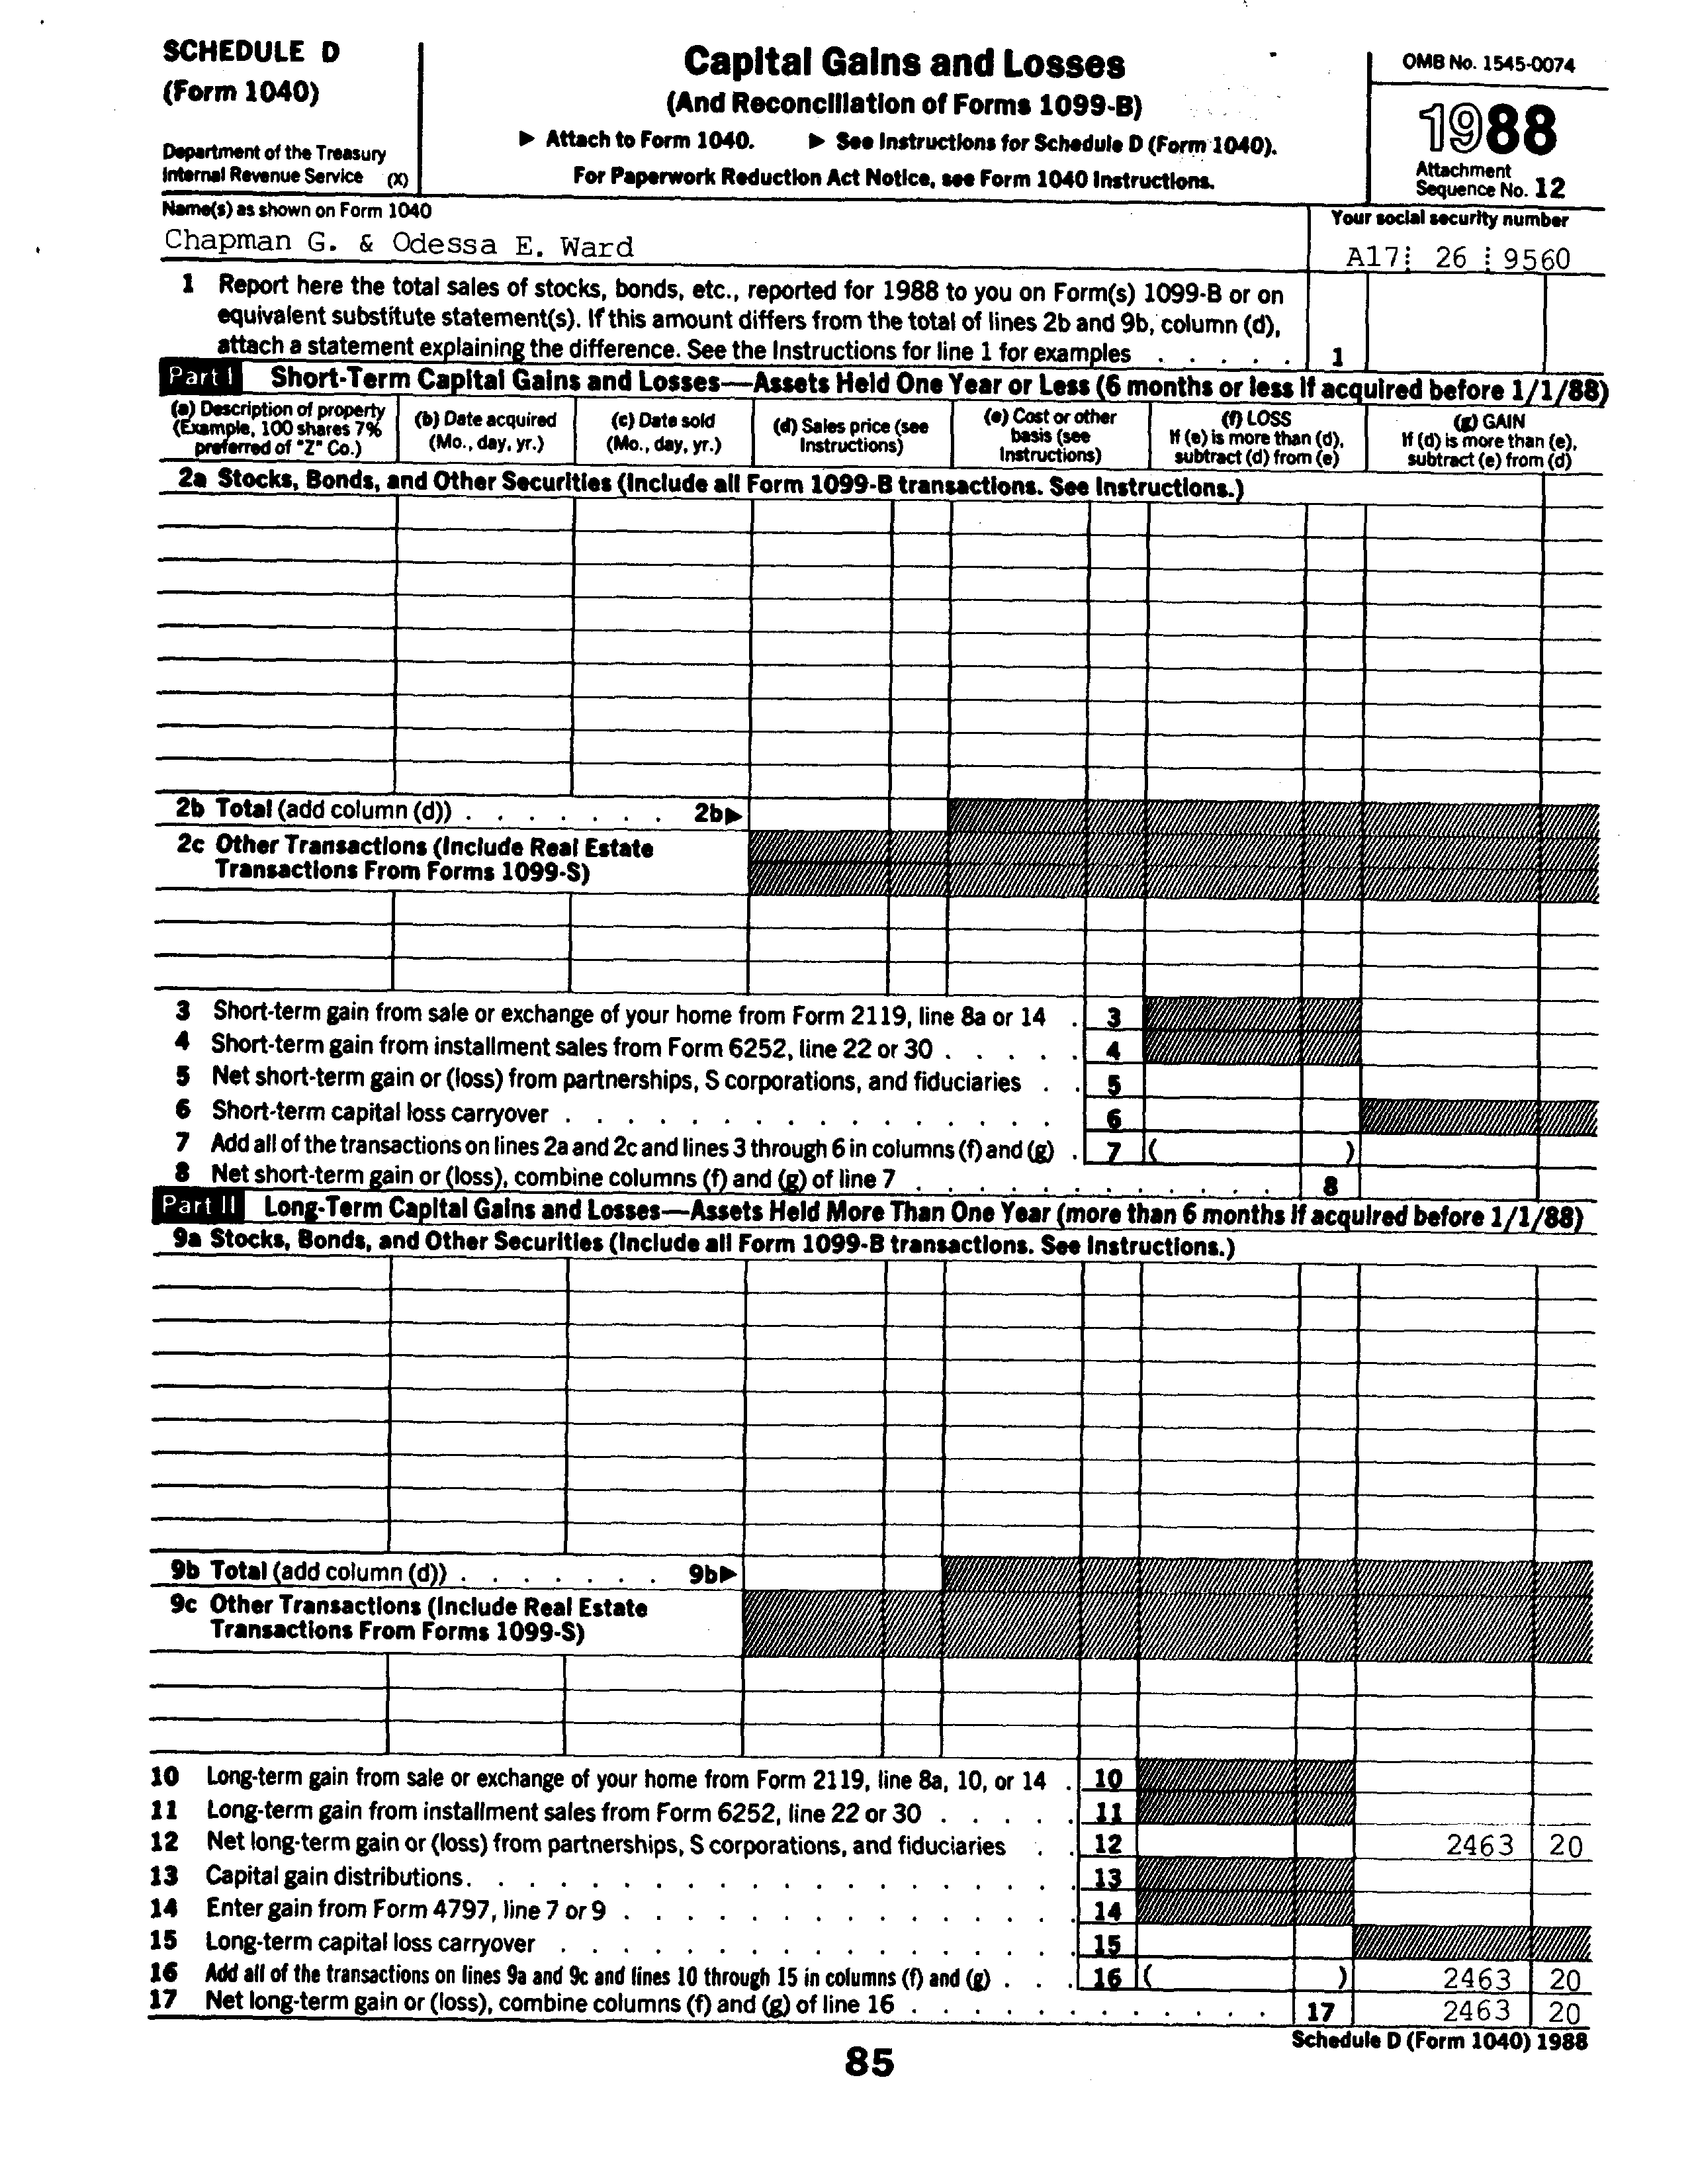 SCHEDULE D
(Form 1040)
Department of the Treasury
Internal Revenue Service (X)
Capital Gains and Losses
(And Reconciliation of Forms 1099-B)
▶ Attach to Form 1040. ▶ See Instructions for Schedule D (Form 1040).
For Paperwork Reduction Act Notice, see Form 1040 Instructions.
OMB No. 1545-0074
1988
Attachment
Sequence No. 12
Name(s) as shown on Form 1040
Chapman G. & Odessa E. Ward
Your social security number
A17 26 9560
1 Report here the total sales of stocks, bonds, etc., reported for 1988 to you on Form(s) 1099-B or on
equivalent substitute statement(s). If this amount differs from the total of lines 2b and 9b, column (d),
attach a statement explaining the difference. See the Instructions for line 1 for examples . . . . . 1
Part I Short-Term Capital Gains and Losses—Assets Held One Year or Less (6 months or less if acquired before 1/1/88)
(a) Description of property
(Example, 100 shares 7%
preferred of "Z" Co.)
(b) Date acquired
(Mo., day, yr.)
(c) Date sold
(Mo., day, yr.)
(d) Sales price (see
Instructions)
(e) Cost or other
basis (see
Instructions)
(f) LOSS
If (e) is more than (d),
subtract (d) from (e)
(g) GAIN
If (d) is more than (e),
subtract (e) from (d)
2a Stocks, Bonds, and Other Securities (Include all Form 1099-B transactions. See Instructions.)
2b Total (add column (d)) . . . . . . . 2b▶
2c Other Transactions (Include Real Estate
Transactions From Forms 1099-S)
3 Short-term gain from sale or exchange of your home from Form 2119, line 8a or 14 . 3
4 Short-term gain from installment sales from Form 6252, line 22 or 30 . . . . . 4
5 Net short-term gain or (loss) from partnerships, S corporations, and fiduciaries . . 5
6 Short-term capital loss carryover . . . . . . . . . . . . . . . 6
7 Add all of the transactions on lines 2a and 2c and lines 3 through 6 in columns (f) and (g) . 7 ( )
8 Net short-term gain or (loss), combine columns (f) and (g) of line 7 . . . . . . . . . . . . 8
Part II Long-Term Capital Gains and Losses—Assets Held More Than One Year (more than 6 months if acquired before 1/1/88)
9a Stocks, Bonds, and Other Securities (Include all Form 1099-B transactions. See Instructions.)
9b Total (add column (d)) . . . . . . . 9b▶
9c Other Transactions (Include Real Estate
Transactions From Forms 1099-S)
10 Long-term gain from sale or exchange of your home from Form 2119, line 8a, 10, or 14 . 10
11 Long-term gain from installment sales from Form 6252, line 22 or 30 . . . . . 11
12 Net long-term gain or (loss) from partnerships, S corporations, and fiduciaries . . 12 2463 20
13 Capital gain distributions. . . . . . . . . . . . . . . . . . . 13
14 Enter gain from Form 4797, line 7 or 9 . . . . . . . . . . . . . 14
15 Long-term capital loss carryover . . . . . . . . . . . . . . . 15
16 Add all of the transactions on lines 9a and 9c and lines 10 through 15 in columns (f) and (g) . . . 16 ( ) 2463 20
17 Net long-term gain or (loss), combine columns (f) and (g) of line 16 . . . . . . . . . . . . 17 2463 20
Schedule D (Form 1040) 1988
85